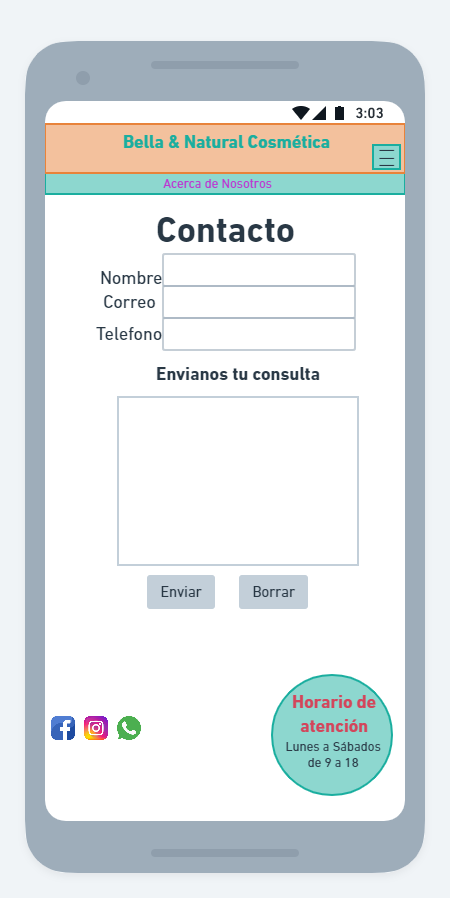 3:03
Bella & Natural Cosmética
Acerca de Nosotros
Contacto
Nombre
Correo
Telefono
Envianos tu consulta
Enviar
Borrar
Horario de
atención
Lunes a Sábados
de 9 a 18